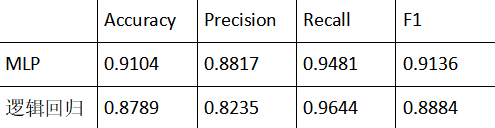 Accuracy Precision Recall F1
MLP 0.9104 0.8817 0.9481 0.9136
逻辑回归 0.8789 0.8235 0.9644 0.8884